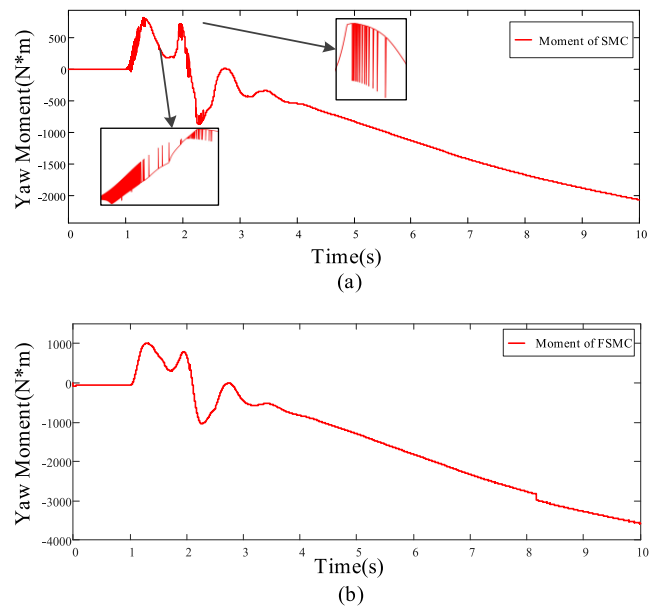 Yaw Moment(N*m)
500
0
-500
-1000
-1500
-2000
Moment of SMC
0 1 2 3 4 5 6 7 8 9 10
Time(s)
(a)
Yaw Moment(N*m)
1000
0
-1000
-2000
-3000
-4000
Moment of FSMC
0 1 2 3 4 5 6 7 8 9 10
Time(s)
(b)